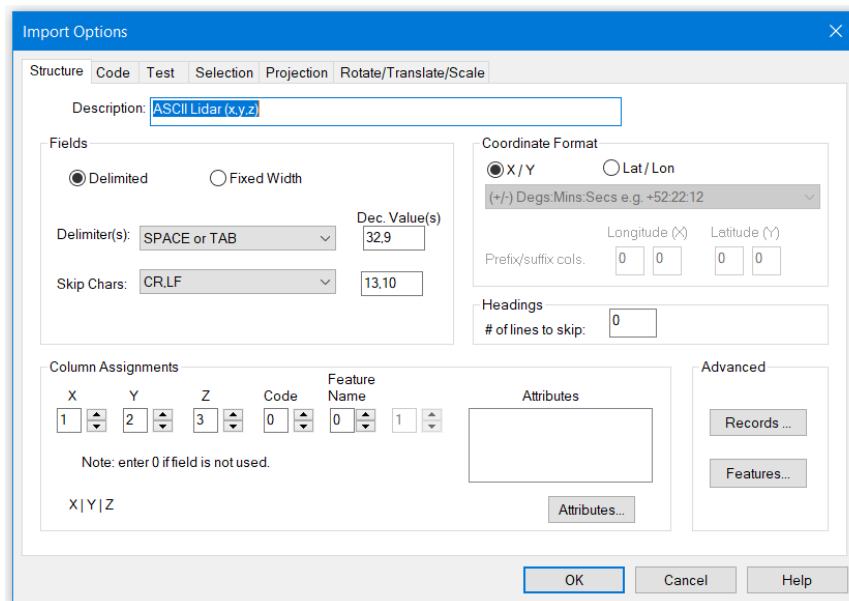 Import Options
Structure Code Test Selection Projection Rotate/Translate/Scale
Description: ASCII Lidar (x,y,z)
Fields
Delimited Fixed Width
Dec. Value(s)
Delimiter(s): SPACE or TAB 32,9
Skip Chars: CR,LF 13,10
Coordinate Format
X / Y Lat / Lon
(+/-) Degs:Mins:Secs e.g. +52:22:12
Longitude (X) Latitude (Y)
Prefix/suffix cols. 0 0 0 0
Headings
# of lines to skip: 0
Column Assignments
X Y Z Code Feature Name Attributes
1 2 3 0 0 1
Note: enter 0 if field is not used.
X | Y | Z
Attributes...
Advanced
Records ...
Features...
OK Cancel Help